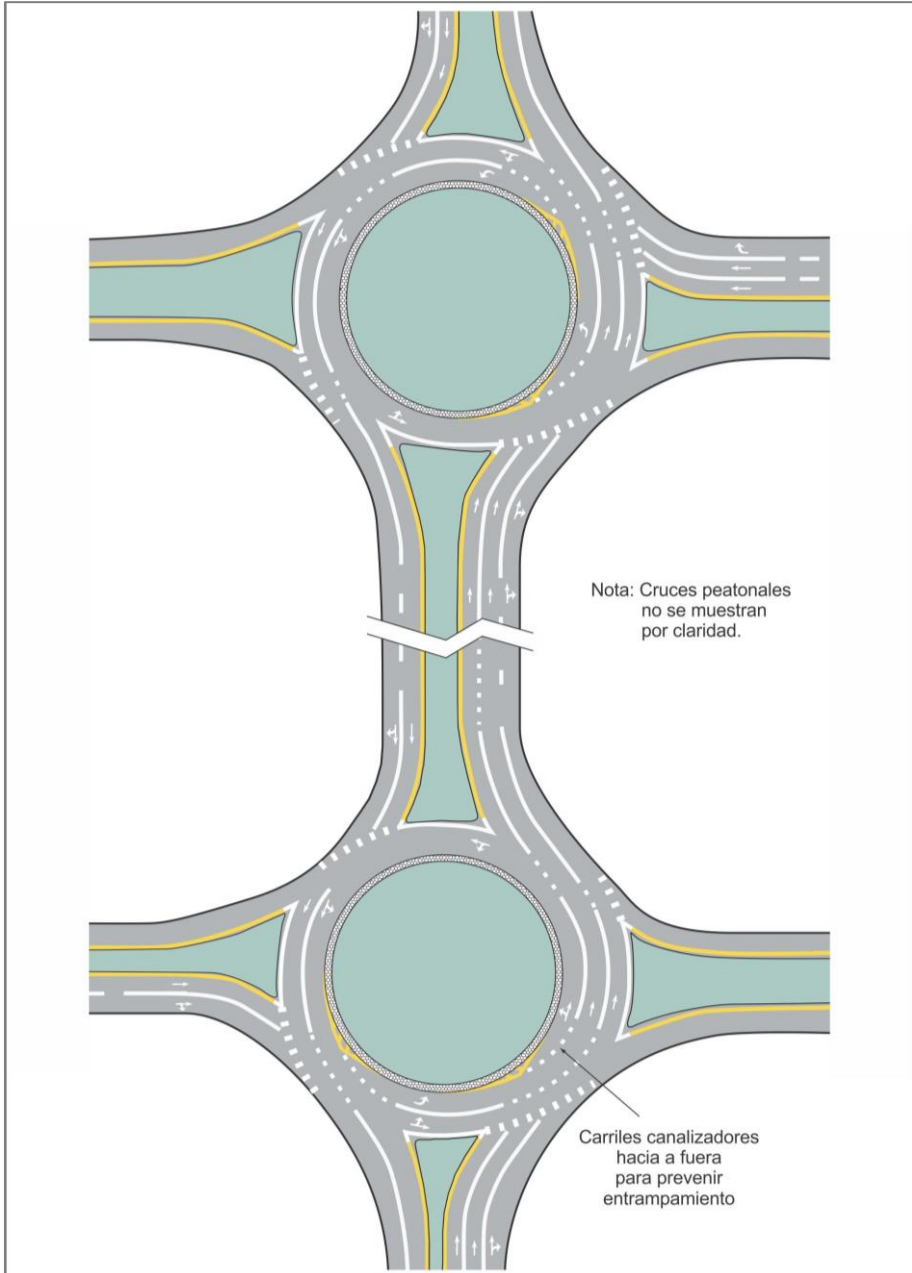 Nota: Cruces peatonales
no se muestran
por claridad.
Carriles canalizadores
hacia a fuera
para prevenir
entrampamiento